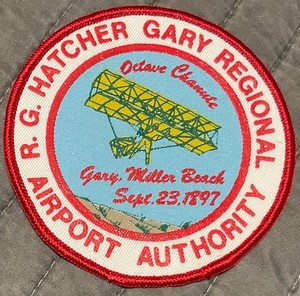 R. G. HATCHER GARY REGIONAL
AIRPORT AUTHORITY
Octave Chanute
Gary, Miller Beach
Sept. 23, 1897